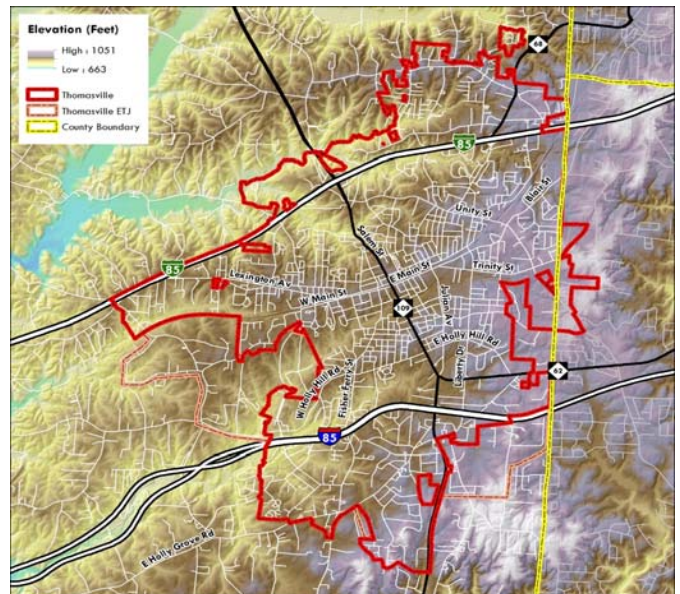 Elevation (Feet)
High : 1051
Low : 663
Thomasville
Thomasville ETJ
County Boundary
68
85
Blair St
Unity St
Salem St
E Main St
Trinity St
85
Lexington Av
W Main St
109
Julian Av
E Holly Hill Rd
Liberty Dr
62
W Holly Hill Rd
Fisher Ferry St
85
E Holly Grove Rd